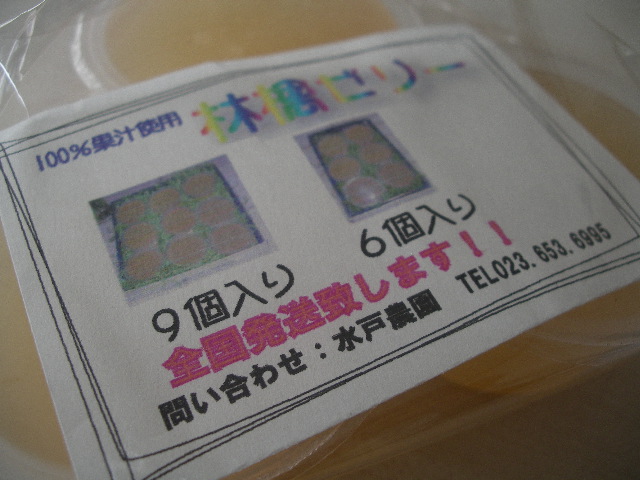 100%果汁使用 林檎ゼリー
9個入り 6個入り
全国発送致します！！
問い合わせ：水戸農園 TEL023.653.6995